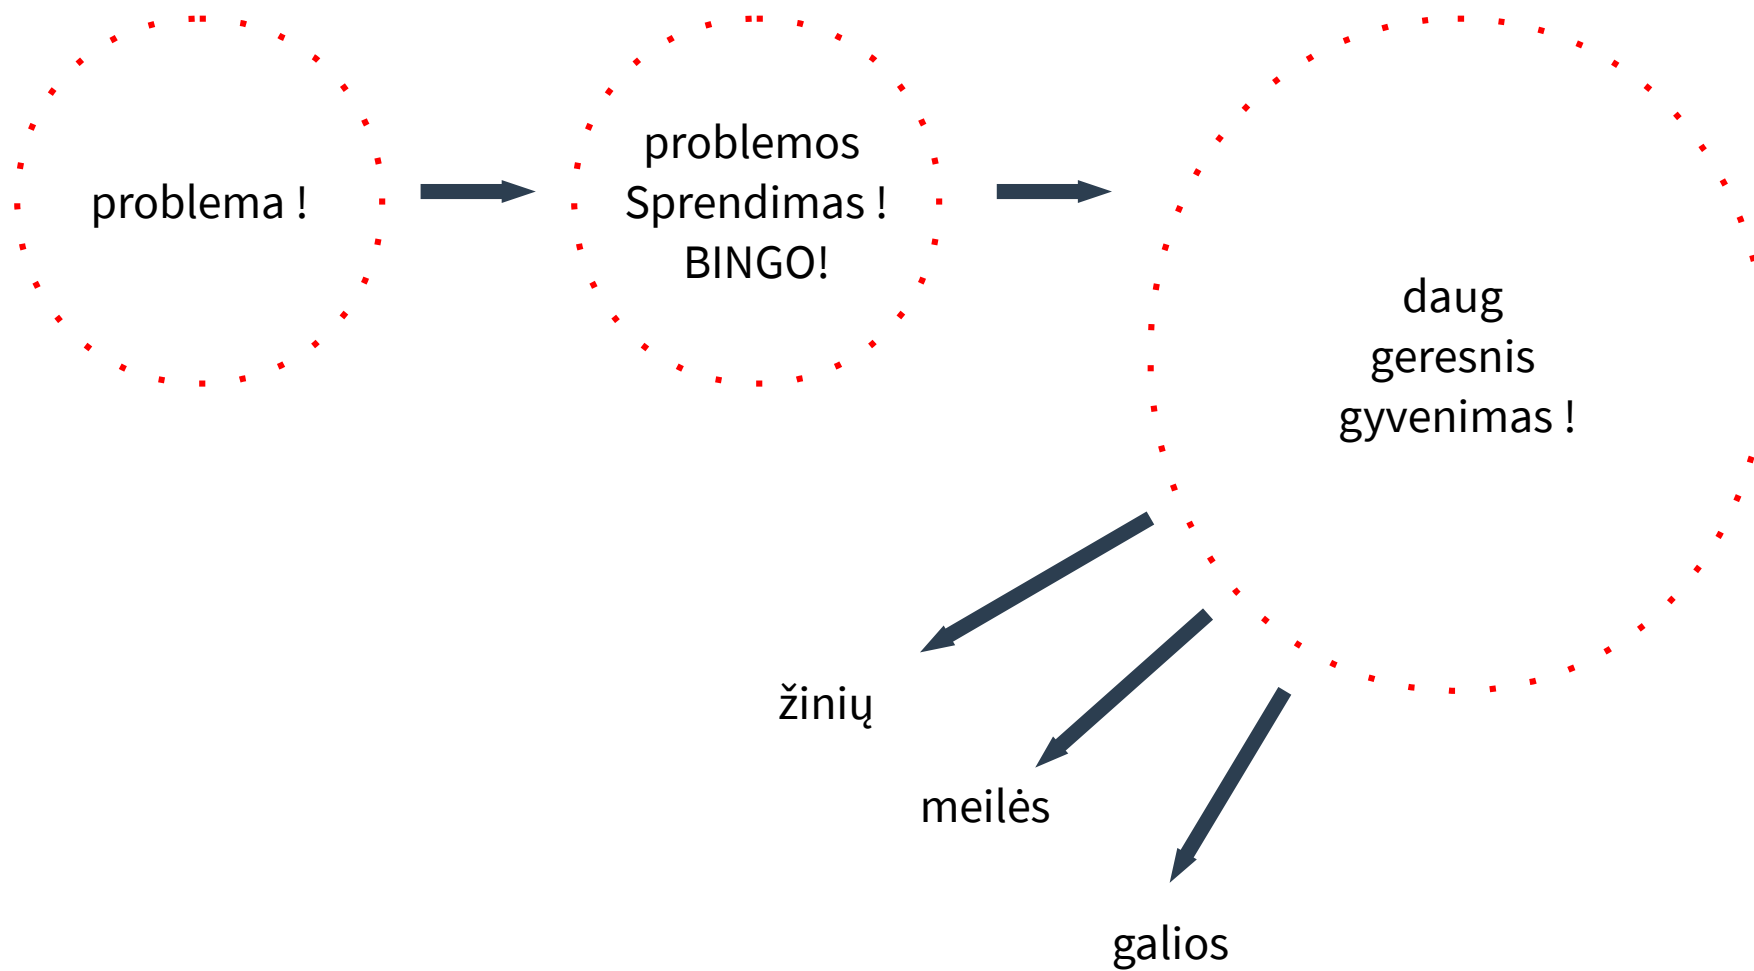 problema !
problemos
Sprendimas !
BINGO!
daug
geresnis
gyvenimas !
žinių
meilės
galios